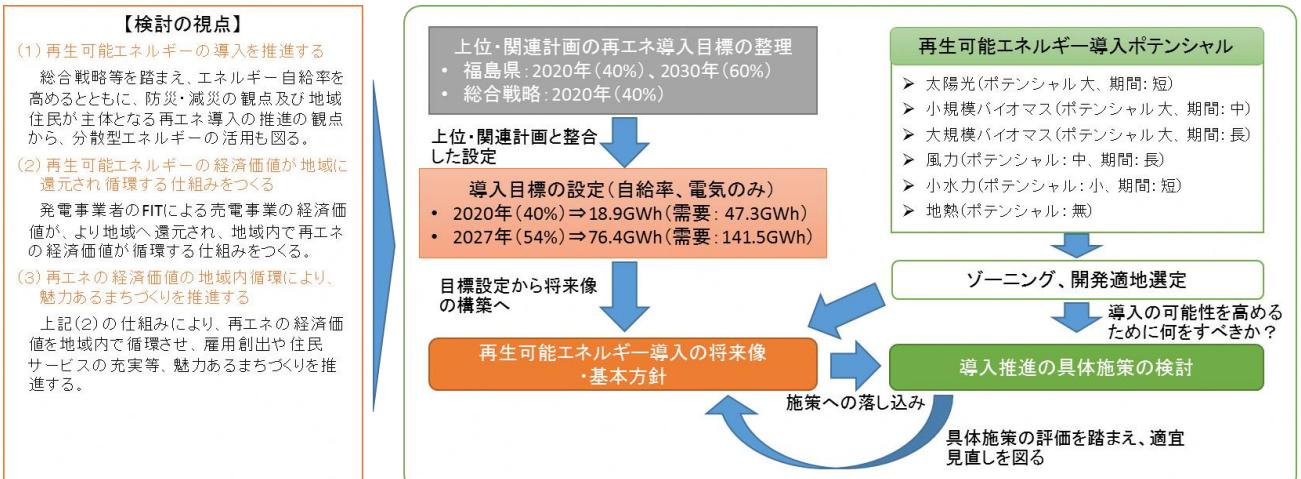 【検討の視点】
(1)再生可能エネルギーの導入を推進する
総合戦略等を踏まえ、エネルギー自給率を
高めるとともに、防災・減災の観点及び地域
住民が主体となる再エネ導入の推進の観点
から、分散型エネルギーの活用も図る。
(2)再生可能エネルギーの経済価値が地域に
還元され循環する仕組みをつくる
発電事業者のFITによる売電事業の経済価
値が、より地域へ還元され、地域内で再エネ
の経済価値が循環する仕組みをつくる。
(3)再エネの経済価値の地域内循環により、
魅力あるまちづくりを推進する
上記(2)の仕組みにより、再エネの経済価
値を地域内で循環させ、雇用創出や住民
サービスの充実等、魅力あるまちづくりを推
進する。
上位・関連計画の再エネ導入目標の整理
• 福島県:2020年(40%)、2030年(60%)
• 総合戦略:2020年(40%)
上位・関連計画と整合
した設定
導入目標の設定(自給率、電気のみ)
• 2020年(40%)⇒18.9GWh(需要:47.3GWh)
• 2027年(54%)⇒76.4GWh(需要:141.5GWh)
目標設定から将来像
の構築へ
再生可能エネルギー導入の将来像
・基本方針
施策への落し込み
再生可能エネルギー導入ポテンシャル
➢ 太陽光(ポテンシャル大、期間:短)
➢ 小規模バイオマス(ポテンシャル大、期間:中)
➢ 大規模バイオマス(ポテンシャル大、期間:長)
➢ 風力(ポテンシャル:中、期間:長)
➢ 小水力(ポテンシャル:小、期間:短)
➢ 地熱(ポテンシャル:無)
ゾーニング、開発適地選定
導入の可能性を高める
ために何をすべきか?
導入推進の具体施策の検討
具体施策の評価を踏まえ、適宜
見直しを図る